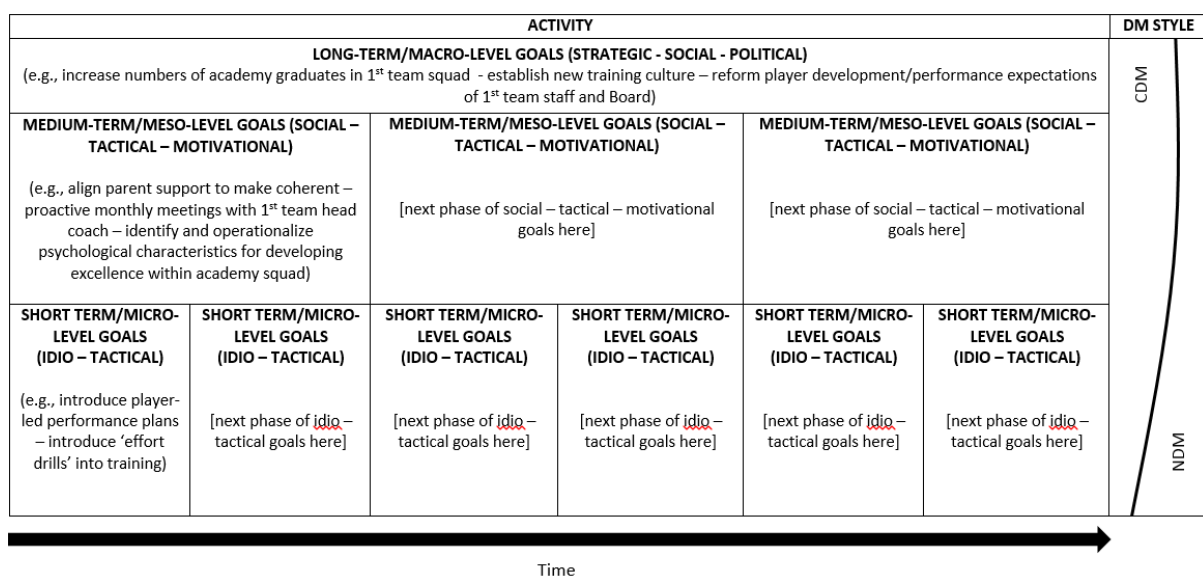 ACTIVITY
DM STYLE
LONG-TERM/MACRO-LEVEL GOALS (STRATEGIC - SOCIAL - POLITICAL)
(e.g., increase numbers of academy graduates in 1st team squad - establish new training culture – reform player development/performance expectations
of 1st team staff and Board)
CDM
MEDIUM-TERM/MESO-LEVEL GOALS (SOCIAL –
TACTICAL – MOTIVATIONAL)
(e.g., align parent support to make coherent –
proactive monthly meetings with 1st team head
coach – identify and operationalize
psychological characteristics for developing
excellence within academy squad)
MEDIUM-TERM/MESO-LEVEL GOALS (SOCIAL –
TACTICAL – MOTIVATIONAL)
[next phase of social – tactical – motivational
goals here]
MEDIUM-TERM/MESO-LEVEL GOALS (SOCIAL –
TACTICAL – MOTIVATIONAL)
[next phase of social – tactical – motivational
goals here]
SHORT TERM/MICRO-
LEVEL GOALS
(IDIO – TACTICAL)
(e.g., introduce player-
led performance plans
– introduce ‘effort
drills’ into training)
SHORT TERM/MICRO-
LEVEL GOALS
(IDIO – TACTICAL)
[next phase of idio –
tactical goals here]
SHORT TERM/MICRO-
LEVEL GOALS
(IDIO – TACTICAL)
[next phase of idio –
tactical goals here]
SHORT TERM/MICRO-
LEVEL GOALS
(IDIO – TACTICAL)
[next phase of idio –
tactical goals here]
SHORT TERM/MICRO-
LEVEL GOALS
(IDIO – TACTICAL)
[next phase of idio –
tactical goals here]
SHORT TERM/MICRO-
LEVEL GOALS
(IDIO – TACTICAL)
[next phase of idio –
tactical goals here]
NDM
Time